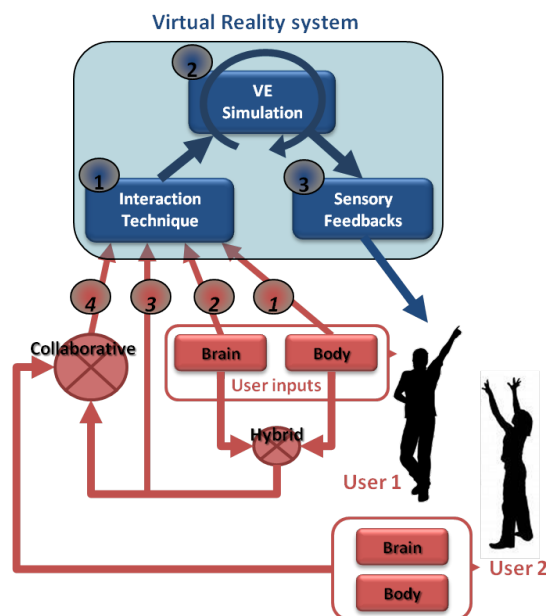 Virtual Reality system
2
VE
Simulation
1
Interaction
Technique
3
Sensory
Feedbacks
4
3
2
1
Collaborative
Brain
Body
User inputs
Hybrid
User 1
Brain
Body
User 2